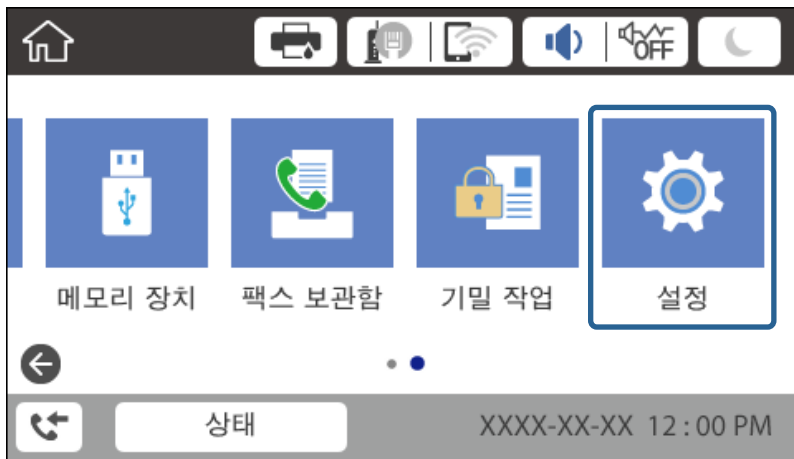 OFF
메모리 장치
팩스 보관함
기밀 작업
설정
상태
XXXX-XX-XX 12:00 PM